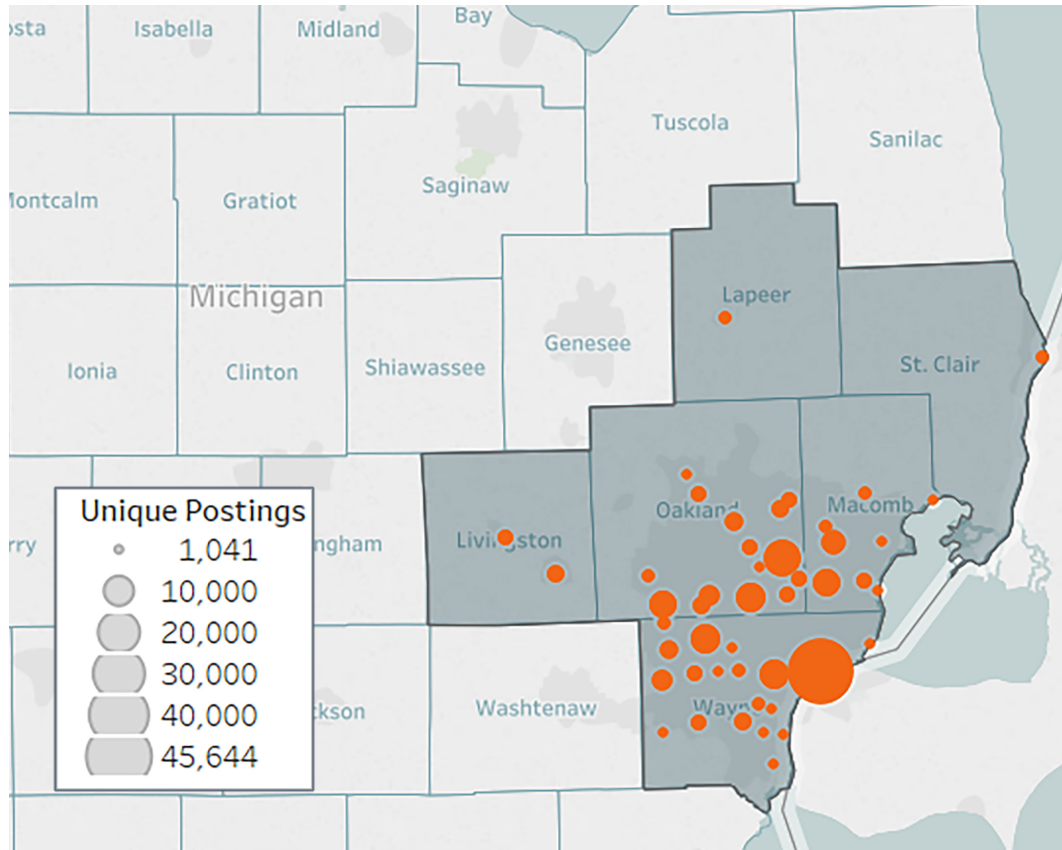 osta
Isabella
Midland
Bay
Tuscola
Sanilac
Montcalm
Gratiot
Saginaw
Michigan
Lapeer
Genesee
Ionia
Clinton
Shiawassee
St. Clair
Oakland
Macomb
Livingston
rry
ngham
Unique Postings
1,041
10,000
20,000
30,000
40,000
45,644
ckson
Washtenaw
Wayne